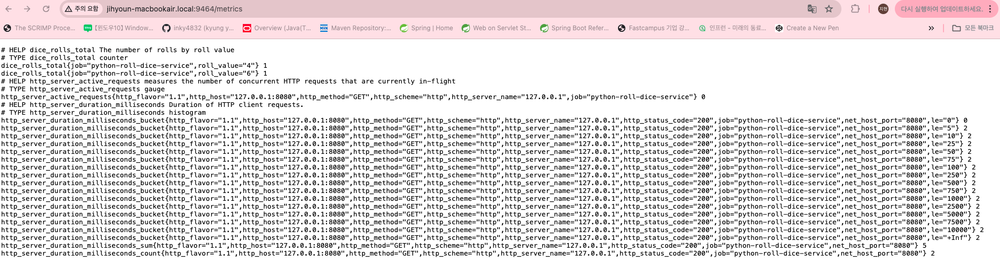 주의 요함 jihyoun-macbookair.local:9464/metrics 지현 다시 실행하여 업데이트하세요.
The SCRIMP Proce... blog 【윈도우10】 Window... inky4832 (kyung y... Overview (Java(T... MVN Maven Repository:... Spring | Home Web on Servlet St... Spring Boot Refer... Fastcampus 기업 강... 인프런 - 미래의 동료... Create a New Pen » 모든 북마크
# HELP dice_rolls_total The number of rolls by roll value
# TYPE dice_rolls_total counter
dice_rolls_total{job="python-roll-dice-service",roll_value="4"} 1
dice_rolls_total{job="python-roll-dice-service",roll_value="6"} 1
# HELP http_server_active_requests measures the number of concurrent HTTP requests that are currently in-flight
# TYPE http_server_active_requests gauge
http_server_active_requests{http_flavor="1.1",http_host="127.0.0.1:8080",http_method="GET",http_scheme="http",http_server_name="127.0.0.1",job="python-roll-dice-service"} 0
# HELP http_server_duration_milliseconds Duration of HTTP client requests.
# TYPE http_server_duration_milliseconds histogram
http_server_duration_milliseconds_bucket{http_flavor="1.1",http_host="127.0.0.1:8080",http_method="GET",http_scheme="http",http_server_name="127.0.0.1",http_status_code="200",job="python-roll-dice-service",net_host_port="8080",le="0"} 0
http_server_duration_milliseconds_bucket{http_flavor="1.1",http_host="127.0.0.1:8080",http_method="GET",http_scheme="http",http_server_name="127.0.0.1",http_status_code="200",job="python-roll-dice-service",net_host_port="8080",le="5"} 2
http_server_duration_milliseconds_bucket{http_flavor="1.1",http_host="127.0.0.1:8080",http_method="GET",http_scheme="http",http_server_name="127.0.0.1",http_status_code="200",job="python-roll-dice-service",net_host_port="8080",le="10"} 2
http_server_duration_milliseconds_bucket{http_flavor="1.1",http_host="127.0.0.1:8080",http_method="GET",http_scheme="http",http_server_name="127.0.0.1",http_status_code="200",job="python-roll-dice-service",net_host_port="8080",le="25"} 2
http_server_duration_milliseconds_bucket{http_flavor="1.1",http_host="127.0.0.1:8080",http_method="GET",http_scheme="http",http_server_name="127.0.0.1",http_status_code="200",job="python-roll-dice-service",net_host_port="8080",le="50"} 2
http_server_duration_milliseconds_bucket{http_flavor="1.1",http_host="127.0.0.1:8080",http_method="GET",http_scheme="http",http_server_name="127.0.0.1",http_status_code="200",job="python-roll-dice-service",net_host_port="8080",le="75"} 2
http_server_duration_milliseconds_bucket{http_flavor="1.1",http_host="127.0.0.1:8080",http_method="GET",http_scheme="http",http_server_name="127.0.0.1",http_status_code="200",job="python-roll-dice-service",net_host_port="8080",le="100"} 2
http_server_duration_milliseconds_bucket{http_flavor="1.1",http_host="127.0.0.1:8080",http_method="GET",http_scheme="http",http_server_name="127.0.0.1",http_status_code="200",job="python-roll-dice-service",net_host_port="8080",le="250"} 2
http_server_duration_milliseconds_bucket{http_flavor="1.1",http_host="127.0.0.1:8080",http_method="GET",http_scheme="http",http_server_name="127.0.0.1",http_status_code="200",job="python-roll-dice-service",net_host_port="8080",le="500"} 2
http_server_duration_milliseconds_bucket{http_flavor="1.1",http_host="127.0.0.1:8080",http_method="GET",http_scheme="http",http_server_name="127.0.0.1",http_status_code="200",job="python-roll-dice-service",net_host_port="8080",le="750"} 2
http_server_duration_milliseconds_bucket{http_flavor="1.1",http_host="127.0.0.1:8080",http_method="GET",http_scheme="http",http_server_name="127.0.0.1",http_status_code="200",job="python-roll-dice-service",net_host_port="8080",le="1000"} 2
http_server_duration_milliseconds_bucket{http_flavor="1.1",http_host="127.0.0.1:8080",http_method="GET",http_scheme="http",http_server_name="127.0.0.1",http_status_code="200",job="python-roll-dice-service",net_host_port="8080",le="2500"} 2
http_server_duration_milliseconds_bucket{http_flavor="1.1",http_host="127.0.0.1:8080",http_method="GET",http_scheme="http",http_server_name="127.0.0.1",http_status_code="200",job="python-roll-dice-service",net_host_port="8080",le="5000"} 2
http_server_duration_milliseconds_bucket{http_flavor="1.1",http_host="127.0.0.1:8080",http_method="GET",http_scheme="http",http_server_name="127.0.0.1",http_status_code="200",job="python-roll-dice-service",net_host_port="8080",le="7500"} 2
http_server_duration_milliseconds_bucket{http_flavor="1.1",http_host="127.0.0.1:8080",http_method="GET",http_scheme="http",http_server_name="127.0.0.1",http_status_code="200",job="python-roll-dice-service",net_host_port="8080",le="10000"} 2
http_server_duration_milliseconds_bucket{http_flavor="1.1",http_host="127.0.0.1:8080",http_method="GET",http_scheme="http",http_server_name="127.0.0.1",http_status_code="200",job="python-roll-dice-service",net_host_port="8080",le="+Inf"} 2
http_server_duration_milliseconds_sum{http_flavor="1.1",http_host="127.0.0.1:8080",http_method="GET",http_scheme="http",http_server_name="127.0.0.1",http_status_code="200",job="python-roll-dice-service",net_host_port="8080"} 5
http_server_duration_milliseconds_count{http_flavor="1.1",http_host="127.0.0.1:8080",http_method="GET",http_scheme="http",http_server_name="127.0.0.1",http_status_code="200",job="python-roll-dice-service",net_host_port="8080"} 2